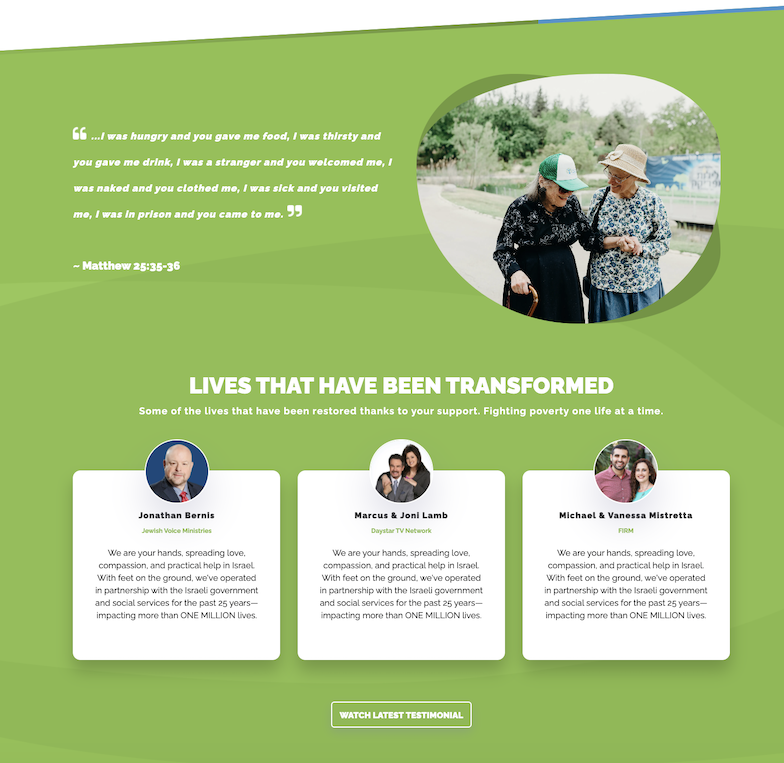 “ ...I was hungry and you gave me food, I was thirsty and
you gave me drink, I was a stranger and you welcomed me, I
was naked and you clothed me, I was sick and you visited
me, I was in prison and you came to me. ”
– Matthew 25:35-36
LIVES THAT HAVE BEEN TRANSFORMED
Some of the lives that have been restored thanks to your support. Fighting poverty one life at a time.
Jonathan Bernis
Jewish Voice Ministries
We are your hands, spreading love,
compassion, and practical help in Israel.
With feet on the ground, we've operated
in partnership with the Israeli government
and social services for the past 25 years—
impacting more than ONE MILLION lives.
Marcus & Joni Lamb
Daystar TV Network
We are your hands, spreading love,
compassion, and practical help in Israel.
With feet on the ground, we've operated
in partnership with the Israeli government
and social services for the past 25 years—
impacting more than ONE MILLION lives.
Michael & Vanessa Mistretta
FIRM
We are your hands, spreading love,
compassion, and practical help in Israel.
With feet on the ground, we've operated
in partnership with the Israeli government
and social services for the past 25 years—
impacting more than ONE MILLION lives.
WATCH LATEST TESTIMONIAL